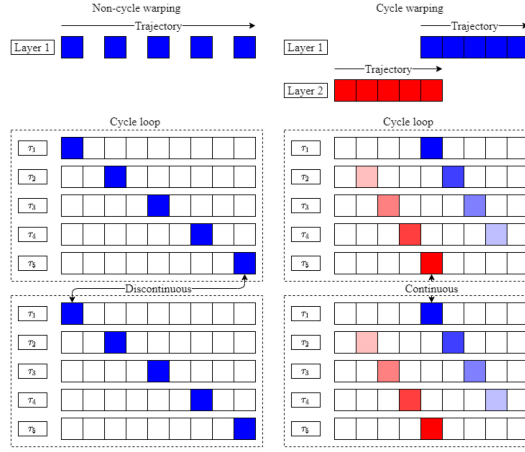 Non-cycle warping
Trajectory
Layer 1
Cycle loop
τ1
τ2
τ3
τ4
τ5
Discontinuous
τ1
τ2
τ3
τ4
τ5
Cycle warping
Trajectory
Layer 1
Trajectory
Layer 2
Cycle loop
τ1
τ2
τ3
τ4
τ5
Continuous
τ1
τ2
τ3
τ4
τ5